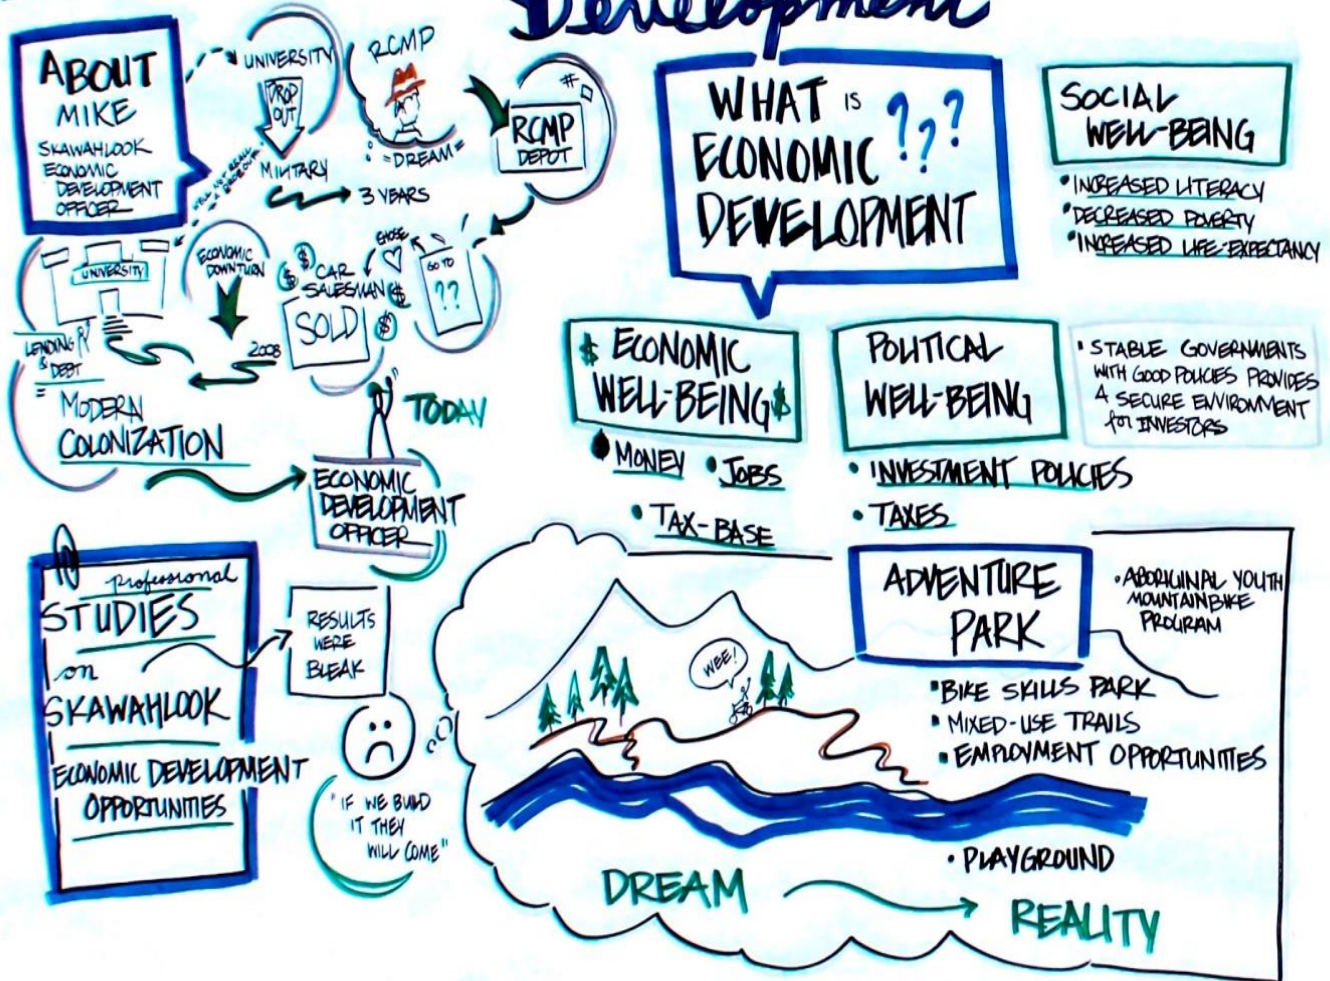 Development
ABOUT
MIKE
SKAWAHLOOK
ECONOMIC
DEVELOPMENT
OFFICER
UNIVERSITY
DROP
OUT
MILITARY
3 YEARS
RCMP
=DREAM=
RCMP
DEPOT
GO TO
??
CHOSE
CAR
SALESMAN
SOLD
$
$
$
$
ECONOMIC
DOWNTURN
2008
UNIVERSITY
LENDING
&
DEBT
MODERN
COLONIZATION
TODAY
ECONOMIC
DEVELOPMENT
OFFICER
WHAT IS
ECONOMIC
DEVELOPMENT
???
SOCIAL
WELL-BEING
• INCREASED LITERACY
• DECREASED POVERTY
• INCREASED LIFE-EXPECTANCY
$ ECONOMIC
WELL-BEING $
• MONEY • JOBS
• TAX-BASE
POLITICAL
WELL-BEING
• INVESTMENT POLICIES
• TAXES
• STABLE GOVERNMENTS
WITH GOOD POLICIES PROVIDES
A SECURE ENVIRONMENT
for INVESTORS
10 professional
STUDIES
on
SKAWAHLOOK
ECONOMIC DEVELOPMENT
OPPORTUNITIES
RESULTS
WERE
BLEAK
"IF WE BUILD
IT THEY
WILL COME"
ADVENTURE
PARK
• ABORIGINAL YOUTH
MOUNTAINBIKE
PROGRAM
WEE!
• BIKE SKILLS PARK
• MIXED-USE TRAILS
• EMPLOYMENT OPPORTUNITIES
• PLAYGROUND
DREAM
REALITY